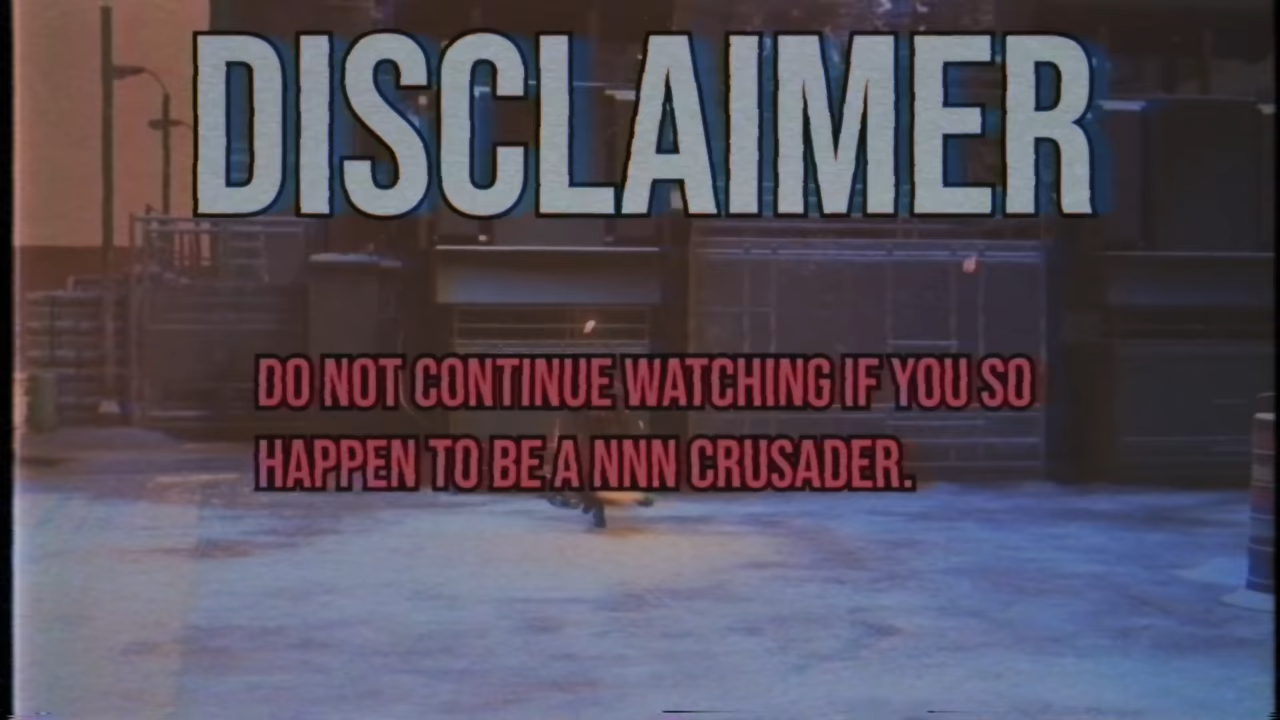 DISCLAIMER
DO NOT CONTINUE WATCHING IF YOU SO
HAPPEN TO BE A NNN CRUSADER.